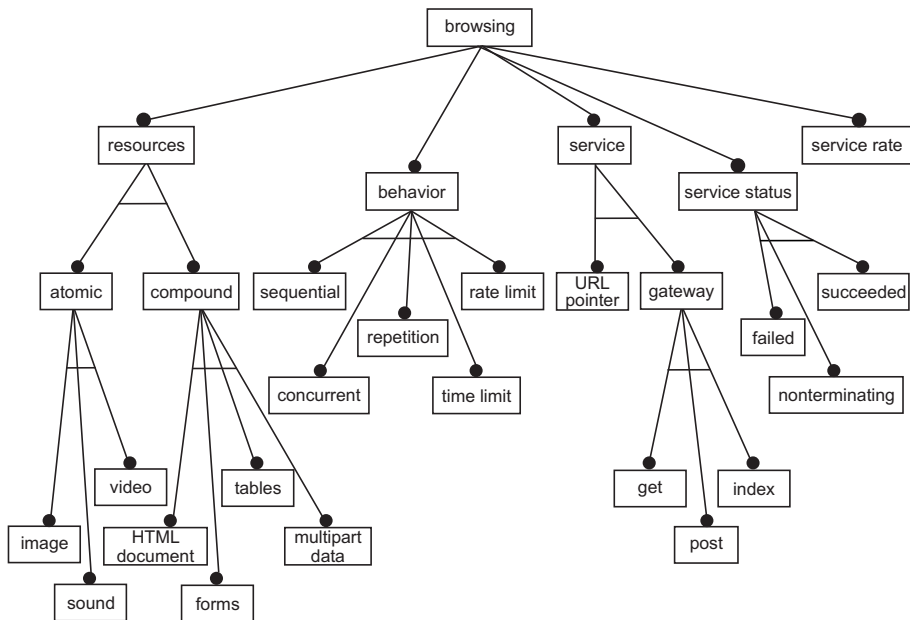 browsing
resources
service
service rate
behavior
service status
atomic
compound
sequential
rate limit
URL
pointer
gateway
succeeded
repetition
failed
concurrent
time limit
nonterminating
video
tables
get
index
image
HTML
document
multipart
data
post
sound
forms